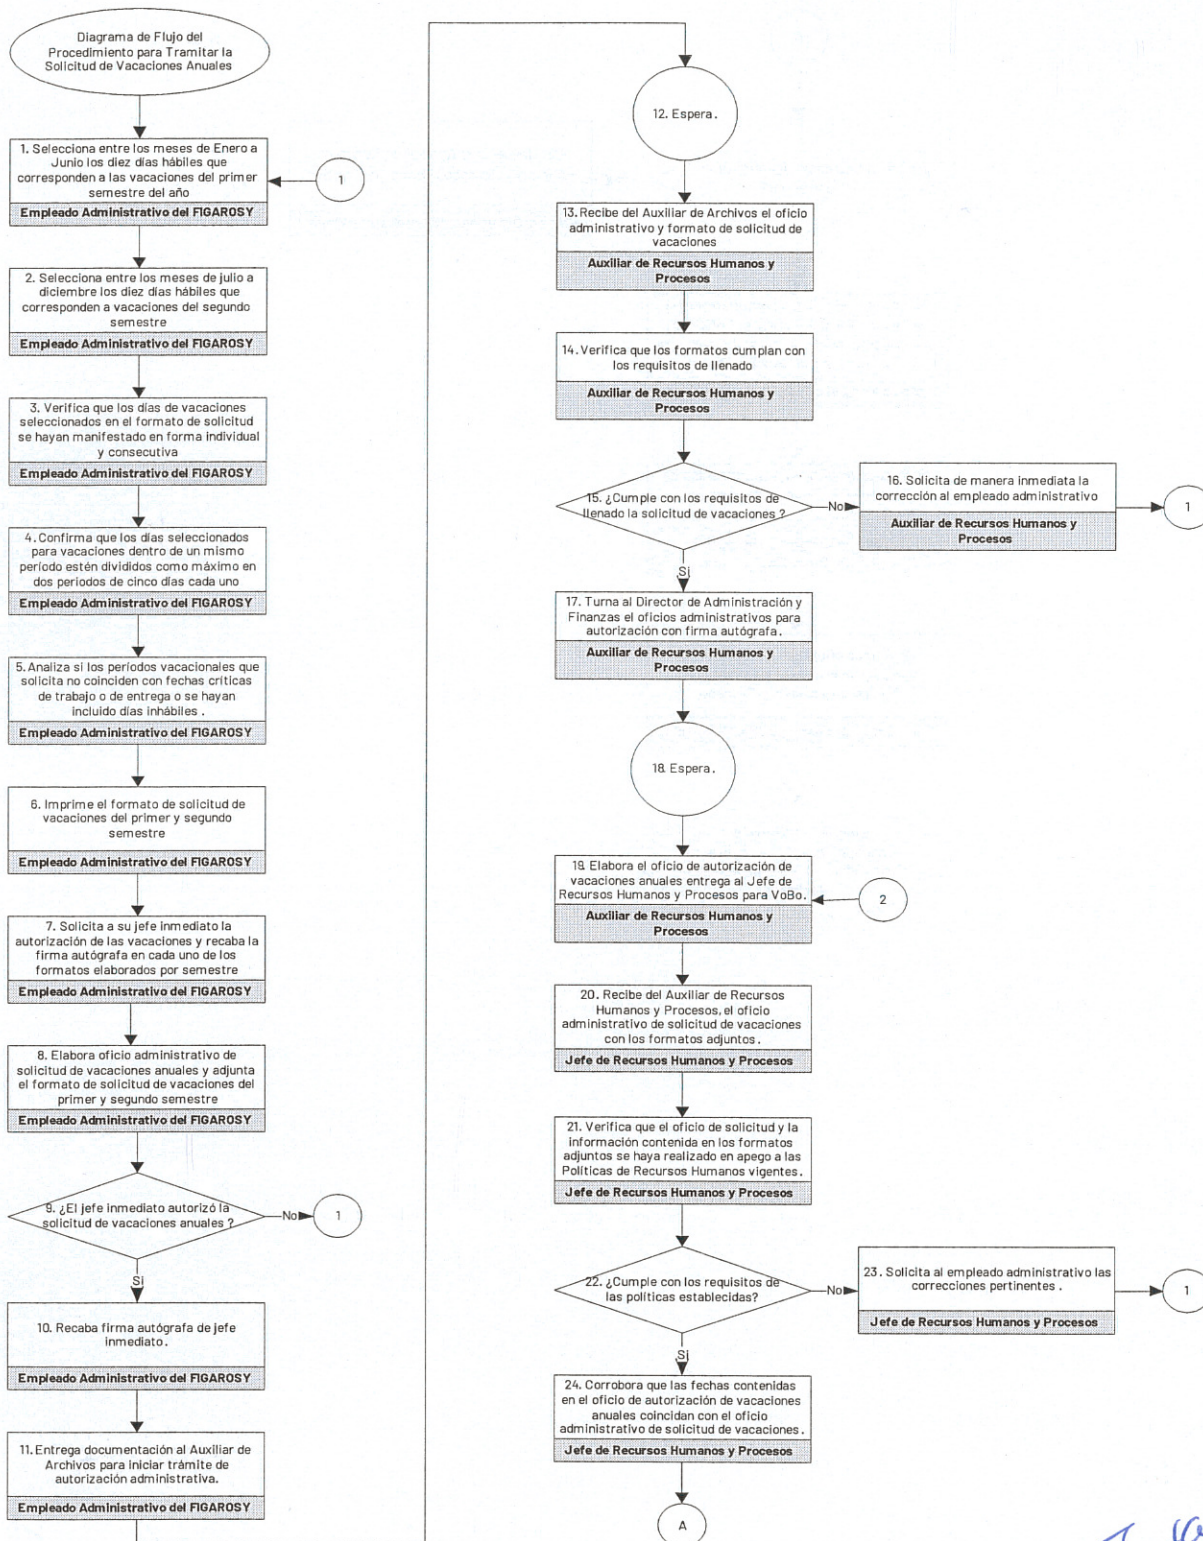 Diagrama de Flujo del
Procedimiento para Tramitar la
Solicitud de Vacaciones Anuales
1. Selecciona entre los meses de Enero a
Junio los diez días hábiles que
corresponden a las vacaciones del primer
semestre del año
Empleado Administrativo del FIGAROSY
1
2. Selecciona entre los meses de julio a
diciembre los diez días hábiles que
corresponden a vacaciones del segundo
semestre
Empleado Administrativo del FIGAROSY
3. Verifica que los días de vacaciones
seleccionados en el formato de solicitud
se hayan manifestado en forma individual
y consecutiva
Empleado Administrativo del FIGAROSY
4. Confirma que los días seleccionados
para vacaciones dentro de un mismo
período estén divididos como máximo en
dos periodos de cinco días cada uno
Empleado Administrativo del FIGAROSY
5. Analiza si los períodos vacacionales que
solicita no coinciden con fechas críticas
de trabajo o de entrega o se hayan
incluido días inhábiles .
Empleado Administrativo del FIGAROSY
6. Imprime el formato de solicitud de
vacaciones del primer y segundo
semestre
Empleado Administrativo del FIGAROSY
7. Solicita a su jefe inmediato la
autorización de las vacaciones y recaba la
firma autógrafa en cada uno de los
formatos elaborados por semestre
Empleado Administrativo del FIGAROSY
8. Elabora oficio administrativo de
solicitud de vacaciones anuales y adjunta
el formato de solicitud de vacaciones del
primer y segundo semestre
Empleado Administrativo del FIGAROSY
9. ¿El jefe inmediato autorizó la
solicitud de vacaciones anuales ?
No
1
Si
10. Recaba firma autógrafa de jefe
inmediato .
Empleado Administrativo del FIGAROSY
11. Entrega documentación al Auxiliar de
Archivos para iniciar trámite de
autorización administrativa.
Empleado Administrativo del FIGAROSY
12. Espera .
13. Recibe del Auxiliar de Archivos el oficio
administrativo y formato de solicitud de
vacaciones
Auxiliar de Recursos Humanos y
Procesos
14. Verifica que los formatos cumplan con
los requisitos de llenado
Auxiliar de Recursos Humanos y
Procesos
15. ¿Cumple con los requisitos de
llenado la solicitud de vacaciones ?
No
16. Solicita de manera inmediata la
corrección al empleado administrativo
Auxiliar de Recursos Humanos y
Procesos
1
Si
17. Turna al Director de Administración y
Finanzas el oficios administrativos para
autorización con firma autógrafa .
Auxiliar de Recursos Humanos y
Procesos
18. Espera .
19. Elabora el oficio de autorización de
vacaciones anuales entrega al Jefe de
Recursos Humanos y Procesos para VoBo.
Auxiliar de Recursos Humanos y
Procesos
2
20. Recibe del Auxiliar de Recursos
Humanos y Procesos, el oficio
administrativo de solicitud de vacaciones
con los formatos adjuntos .
Jefe de Recursos Humanos y Procesos
21. Verifica que el oficio de solicitud y la
información contenida en los formatos
adjuntos se haya realizado en apego a las
Políticas de Recursos Humanos vigentes .
Jefe de Recursos Humanos y Procesos
22. ¿Cumple con los requisitos de
las políticas establecidas?
No
23. Solicita al empleado administrativo las
correcciones pertinentes .
Jefe de Recursos Humanos y Procesos
1
Si
24. Corrobora que las fechas contenidas
en el oficio de autorización de vacaciones
anuales coincidan con el oficio
administrativo de solicitud de vacaciones .
Jefe de Recursos Humanos y Procesos
A